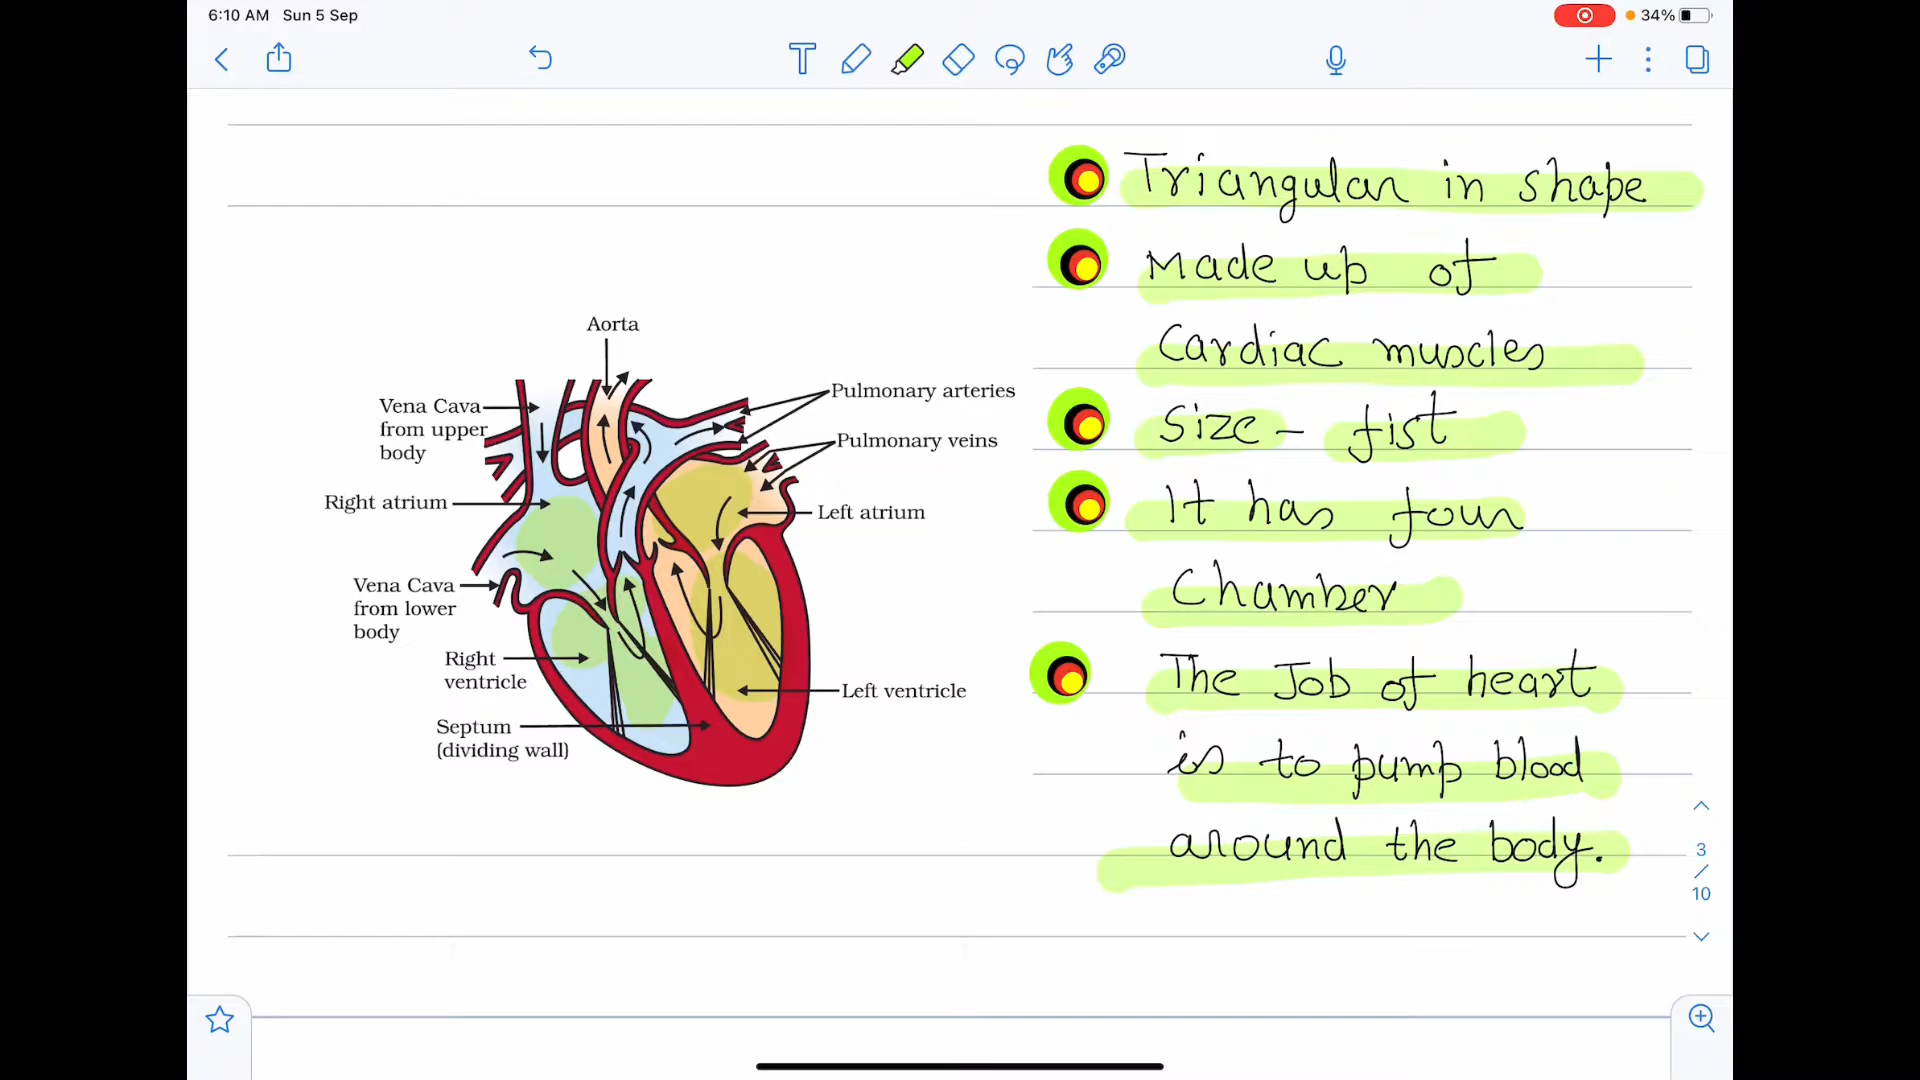 6:10 AM Sun 5 Sep
34%
Aorta
Vena Cava
from upper
body
Right atrium
Vena Cava
from lower
body
Right
ventricle
Septum
(dividing wall)
Pulmonary arteries
Pulmonary veins
Left atrium
Left ventricle
Triangular in shape
Made up of
Cardiac muscles
Size - fist
It has four
Chamber
The Job of heart
is to pump blood
around the body.
3
/
10